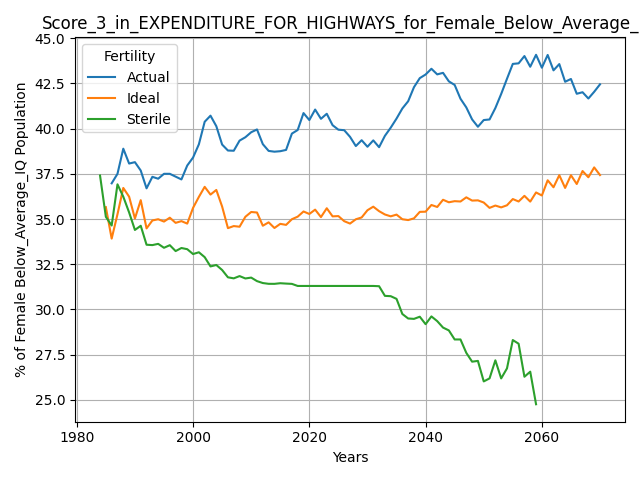 Score_3_in_EXPENDITURE_FOR_HIGHWAYS_for_Female_Below_Average_
Fertility
Actual
Ideal
Sterile
% of Female Below_Average_IQ Population
45.0
42.5
40.0
37.5
35.0
32.5
30.0
27.5
25.0
1980 2000 2020 2040 2060
Years